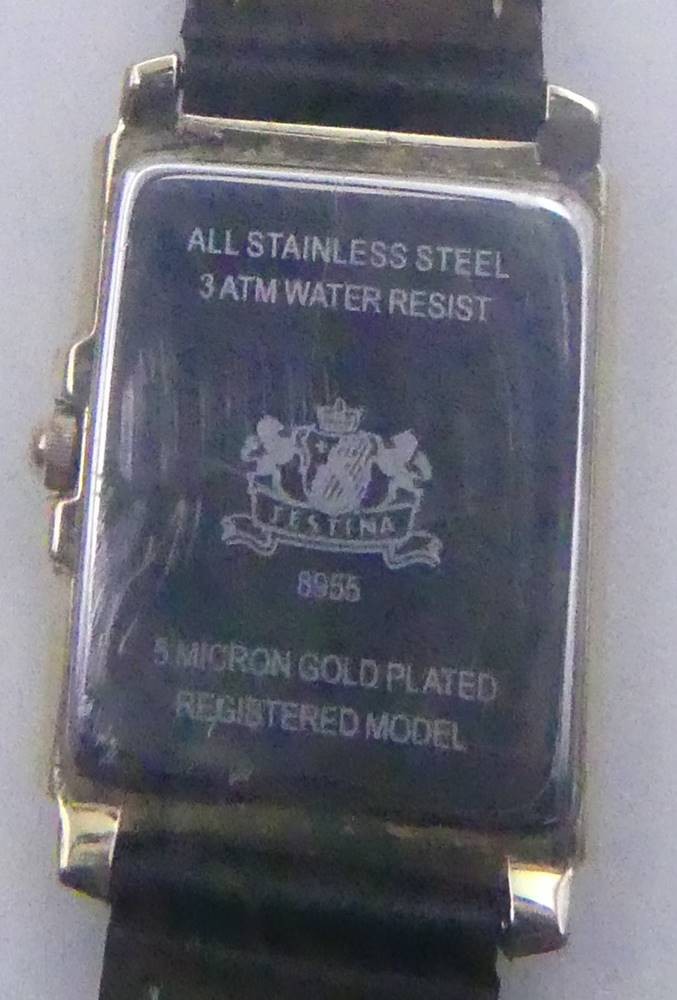 ALL STAINLESS STEEL
3 ATM WATER RESIST
FESTINA
8955
5 MICRON GOLD PLATED
REGISTERED MODEL